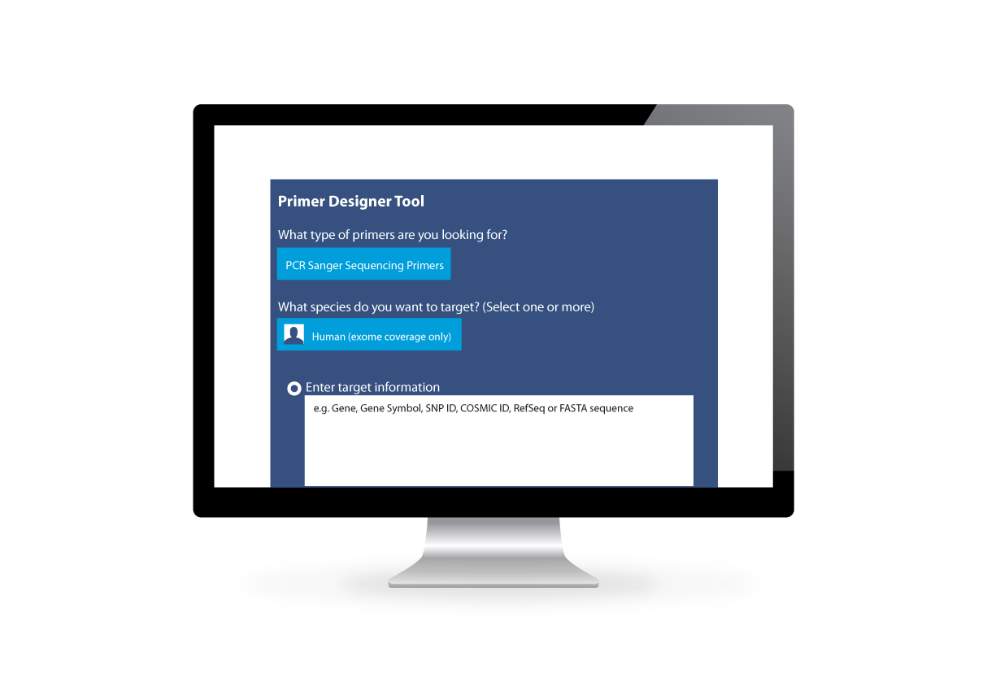 Primer Designer Tool
What type of primers are you looking for?
PCR Sanger Sequencing Primers
What species do you want to target? (Select one or more)
Human (exome coverage only)
Enter target information
e.g. Gene, Gene Symbol, SNP ID, COSMIC ID, RefSeq or FASTA sequence